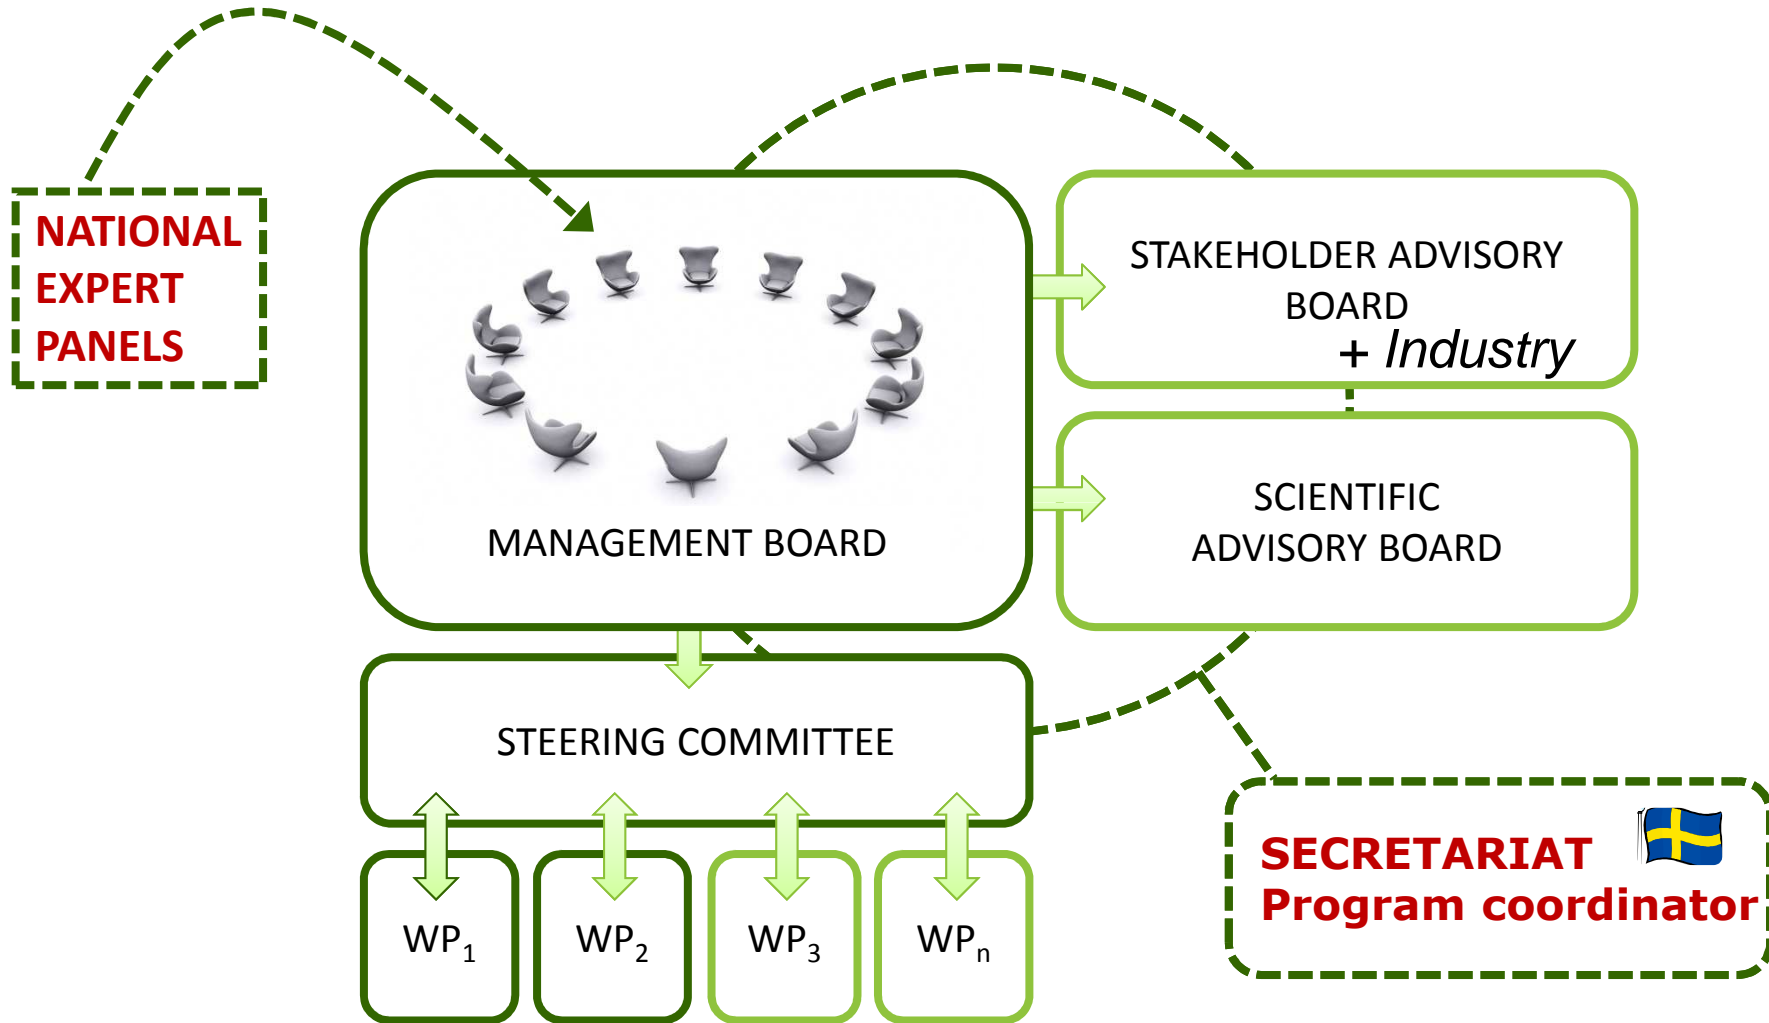 NATIONAL
EXPERT
PANELS
STAKEHOLDER ADVISORY
BOARD
+ Industry
MANAGEMENT BOARD
SCIENTIFIC
ADVISORY BOARD
STEERING COMMITTEE
SECRETARIAT
Program coordinator
WP1
WP2
WP3
WPn